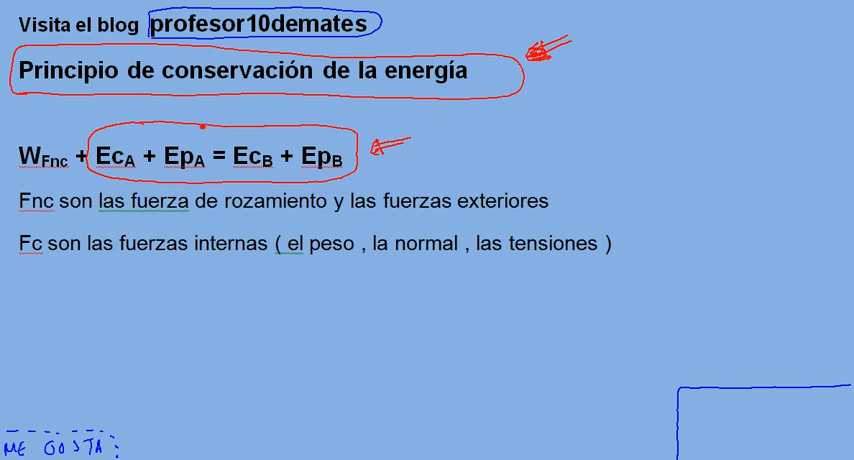 Visita el blog profesor10demates
Principio de conservación de la energía
WFnc + EcA + EpA = EcB + EpB
Fnc son las fuerza de rozamiento y las fuerzas exteriores
Fc son las fuerzas internas ( el peso , la normal , las tensiones )
ME GOSTA :